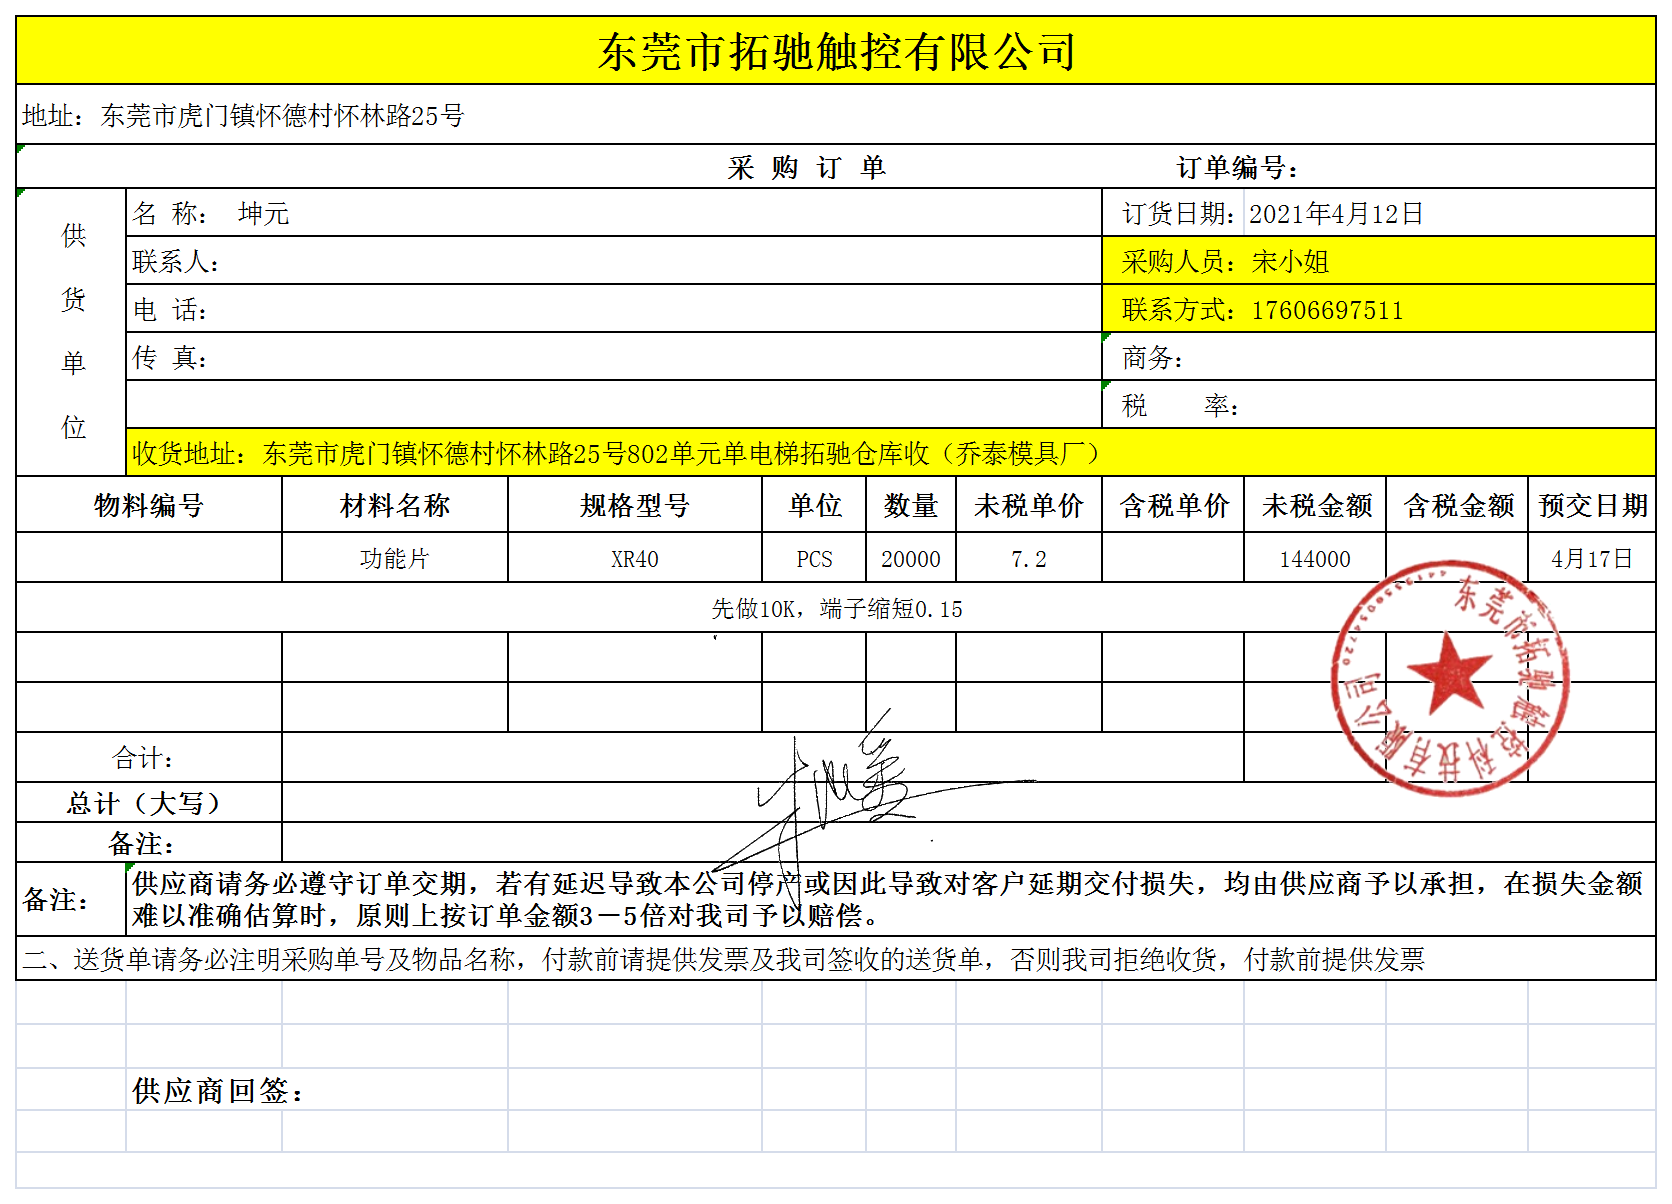 东莞市拓驰触控有限公司
地址：东莞市虎门镇怀德村怀林路25号
采 购 订 单 订单编号：
供货单位
名 称： 坤元 订货日期：2021年4月12日
联系人： 采购人员：宋小姐
电 话： 联系方式：17606697511
传 真： 商务：
税 率：
收货地址：东莞市虎门镇怀德村怀林路25号802单元单电梯拓驰仓库收（乔泰模具厂）
物料编号 材料名称 规格型号 单位 数量 未税单价 含税单价 未税金额 含税金额 预交日期
功能片 XR40 PCS 20000 7.2 144000 4月17日
先做10K，端子缩短0.15
东莞市拓驰触控科技有限公司
合计：
总计（大写）
备注：
备注：
供应商请务必遵守订单交期，若有延迟导致本公司停产或因此导致对客户延期交付损失，均由供应商予以承担，在损失金额
难以准确估算时，原则上按订单金额3－5倍对我司予以赔偿。
二、送货单请务必注明采购单号及物品名称，付款前请提供发票及我司签收的送货单，否则我司拒绝收货，付款前提供发票
供应商回签：